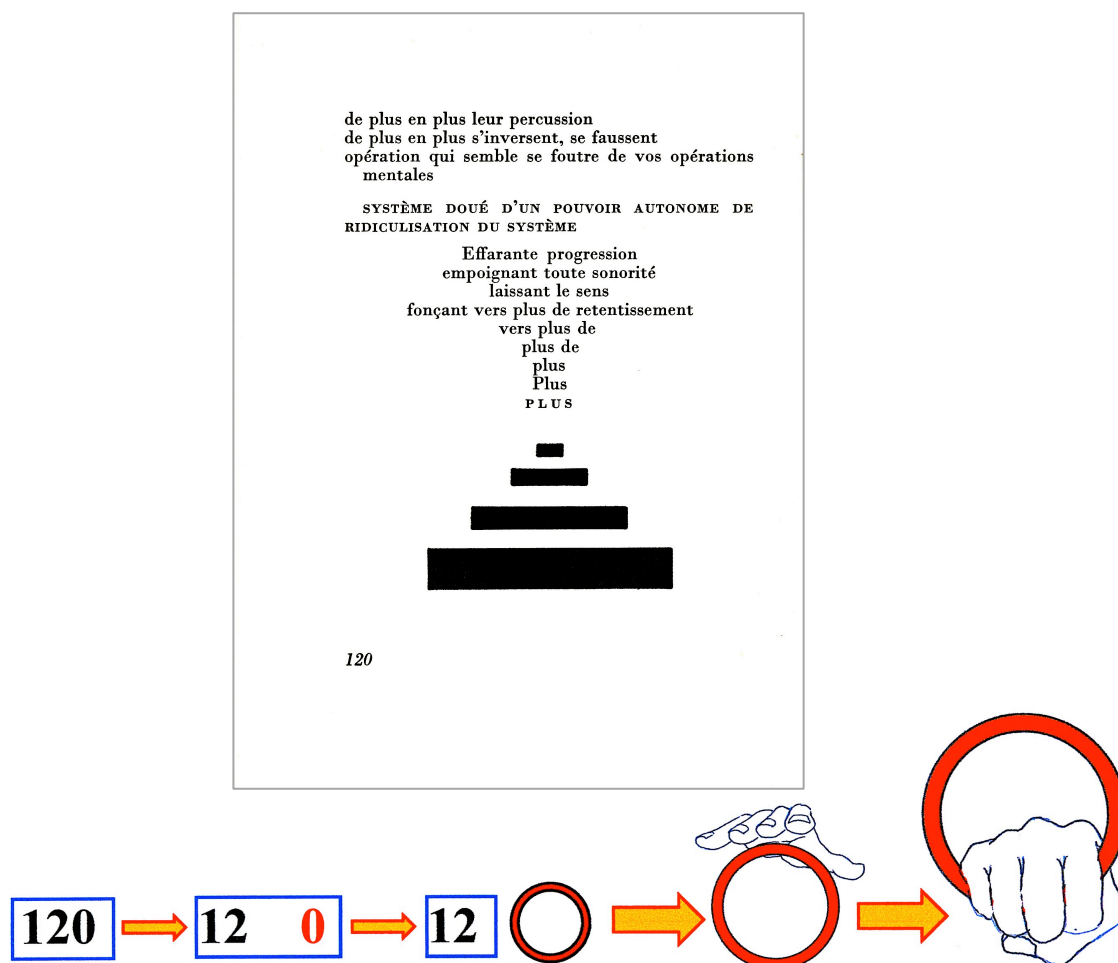 de plus en plus leur percussion
de plus en plus s'inversent, se faussent
opération qui semble se foutre de vos opérations
mentales
SYSTÈME DOUÉ D'UN POUVOIR AUTONOME DE
RIDICULISATION DU SYSTÈME
Effarante progression
empoignant toute sonorité
laissant le sens
fonçant vers plus de retentissement
vers plus de
plus de
plus
Plus
PLUS
120
120 12 0 12